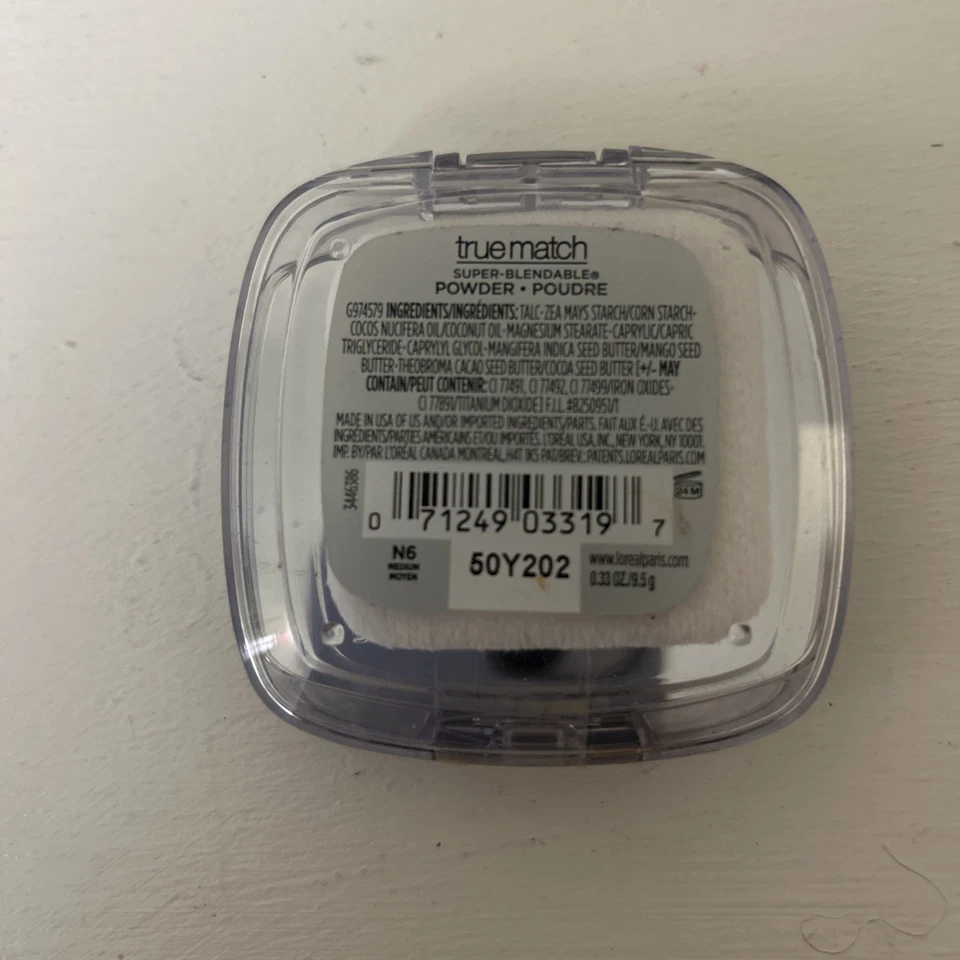 true match
SUPER-BLENDABLE®
POWDER • POUDRE
G974579 INGREDIENTS/INGRÉDIENTS: TALC• ZEA MAYS STARCH/CORN STARCH•
COCOS NUCIFERA OIL/COCONUT OIL• MAGNESIUM STEARATE• CAPRYLIC/CAPRIC
TRIGLYCERIDE• CAPRYLYL GLYCOL• MANGIFERA INDICA SEED BUTTER/MANGO SEED
BUTTER• THEOBROMA CACAO SEED BUTTER/COCOA SEED BUTTER [+/- MAY
CONTAIN/PEUT CONTENIR: CI 77491, CI 77492, CI 77499/IRON OXIDES•
CI 77891/TITANIUM DIOXIDE] F.I.L. #B250951/1
MADE IN USA OF US AND/OR IMPORTED INGREDIENTS/PARTS. FAIT AUX É.-U. AVEC DES
INGRÉDIENTS/PARTIES AMÉRICAINS ET/OU IMPORTÉS. L'ORÉAL USA, INC., NEW YORK, NY 10001.
IMP. BY/PAR L'ORÉAL CANADA MONTREAL, H4T 1K5 PAT/BREV.: PATENTS.LOREALPARIS.COM
3446386
24 M
0 71249 03319 7
N6
MEDIUM
MOYEN
50Y202
www.lorealparis.com
0.33 OZ./9.5 g